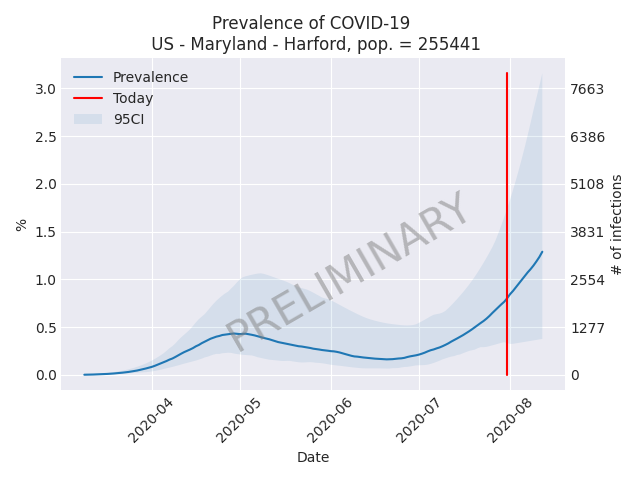 Prevalence of COVID-19
US - Maryland - Harford, pop. = 255441
Prevalence
Today
95CI
3.0
2.5
2.0
1.5
1.0
0.5
0.0
%
7663
6386
5108
3831
2554
1277
0
# of infections
PRELIMINARY
2020-04
2020-05
2020-06
2020-07
2020-08
Date